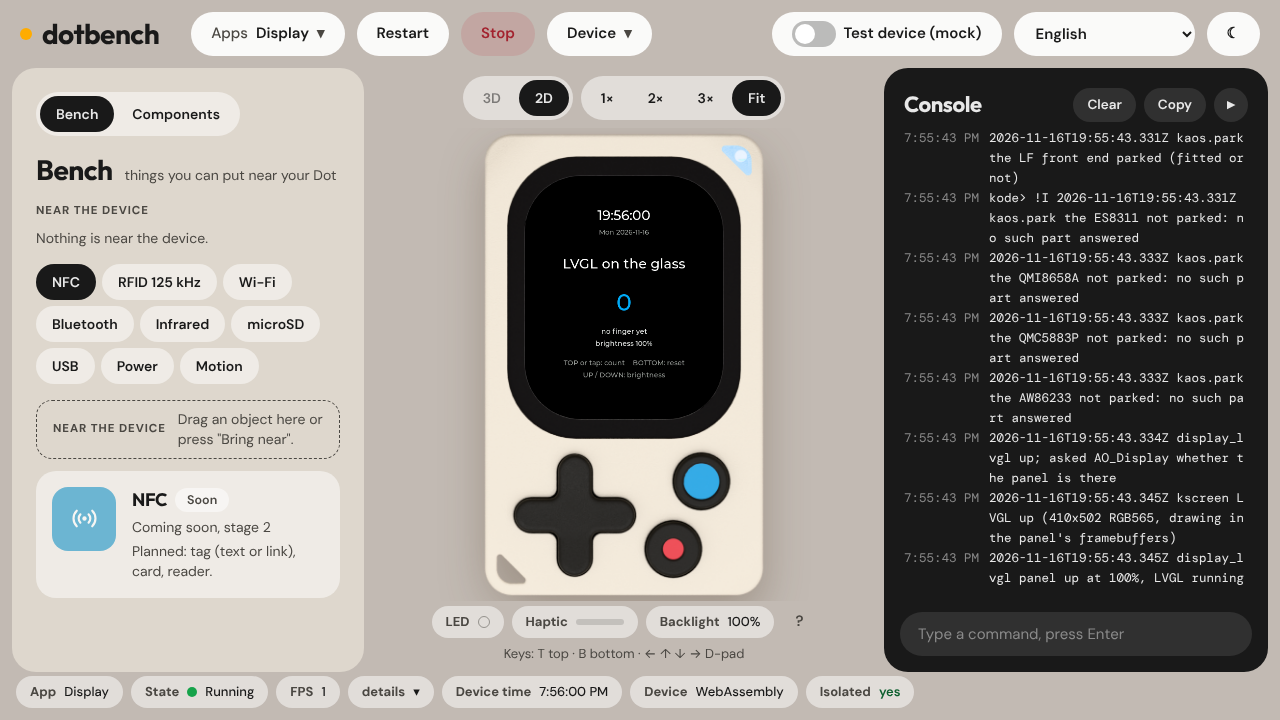 dotbench
Apps Display ▾
Restart
Stop
Device ▾
Test device (mock)
English
Bench
Components
Bench things you can put near your Dot
NEAR THE DEVICE
Nothing is near the device.
NFC
RFID 125 kHz
Wi-Fi
Bluetooth
Infrared
microSD
USB
Power
Motion
NEAR THE DEVICE
Drag an object here or
press "Bring near".
NFC Soon
Coming soon, stage 2
Planned: tag (text or link),
card, reader.
3D
2D
1×
2×
3×
Fit
19:56:00
Mon 2026-11-16
LVGL on the glass
0
no finger yet
brightness 100%
TOP or tap: count BOTTOM: reset
UP / DOWN: brightness
LED
Haptic
Backlight 100%
?
Keys: T top · B bottom · ← ↑ ↓ → D-pad
Console
Clear
Copy
7:55:43 PM 2026-11-16T19:55:43.331Z kaos.park
the LF front end parked (fitted or
not)
7:55:43 PM kode> !I 2026-11-16T19:55:43.331Z
kaos.park the ES8311 not parked: n
o such part answered
7:55:43 PM 2026-11-16T19:55:43.333Z kaos.park
the QMI8658A not parked: no such p
art answered
7:55:43 PM 2026-11-16T19:55:43.333Z kaos.park
the QMC5883P not parked: no such p
art answered
7:55:43 PM 2026-11-16T19:55:43.333Z kaos.park
the AW86233 not parked: no such pa
rt answered
7:55:43 PM 2026-11-16T19:55:43.334Z display_l
vgl up; asked AO_Display whether t
he panel is there
7:55:43 PM 2026-11-16T19:55:43.345Z kscreen L
VGL up (410x502 RGB565, drawing in
the panel's framebuffers)
7:55:43 PM 2026-11-16T19:55:43.345Z display_l
vgl panel up at 100%, LVGL running
Type a command, press Enter
App Display
State Running
FPS 1
details ▾
Device time 7:56:00 PM
Device WebAssembly
Isolated yes